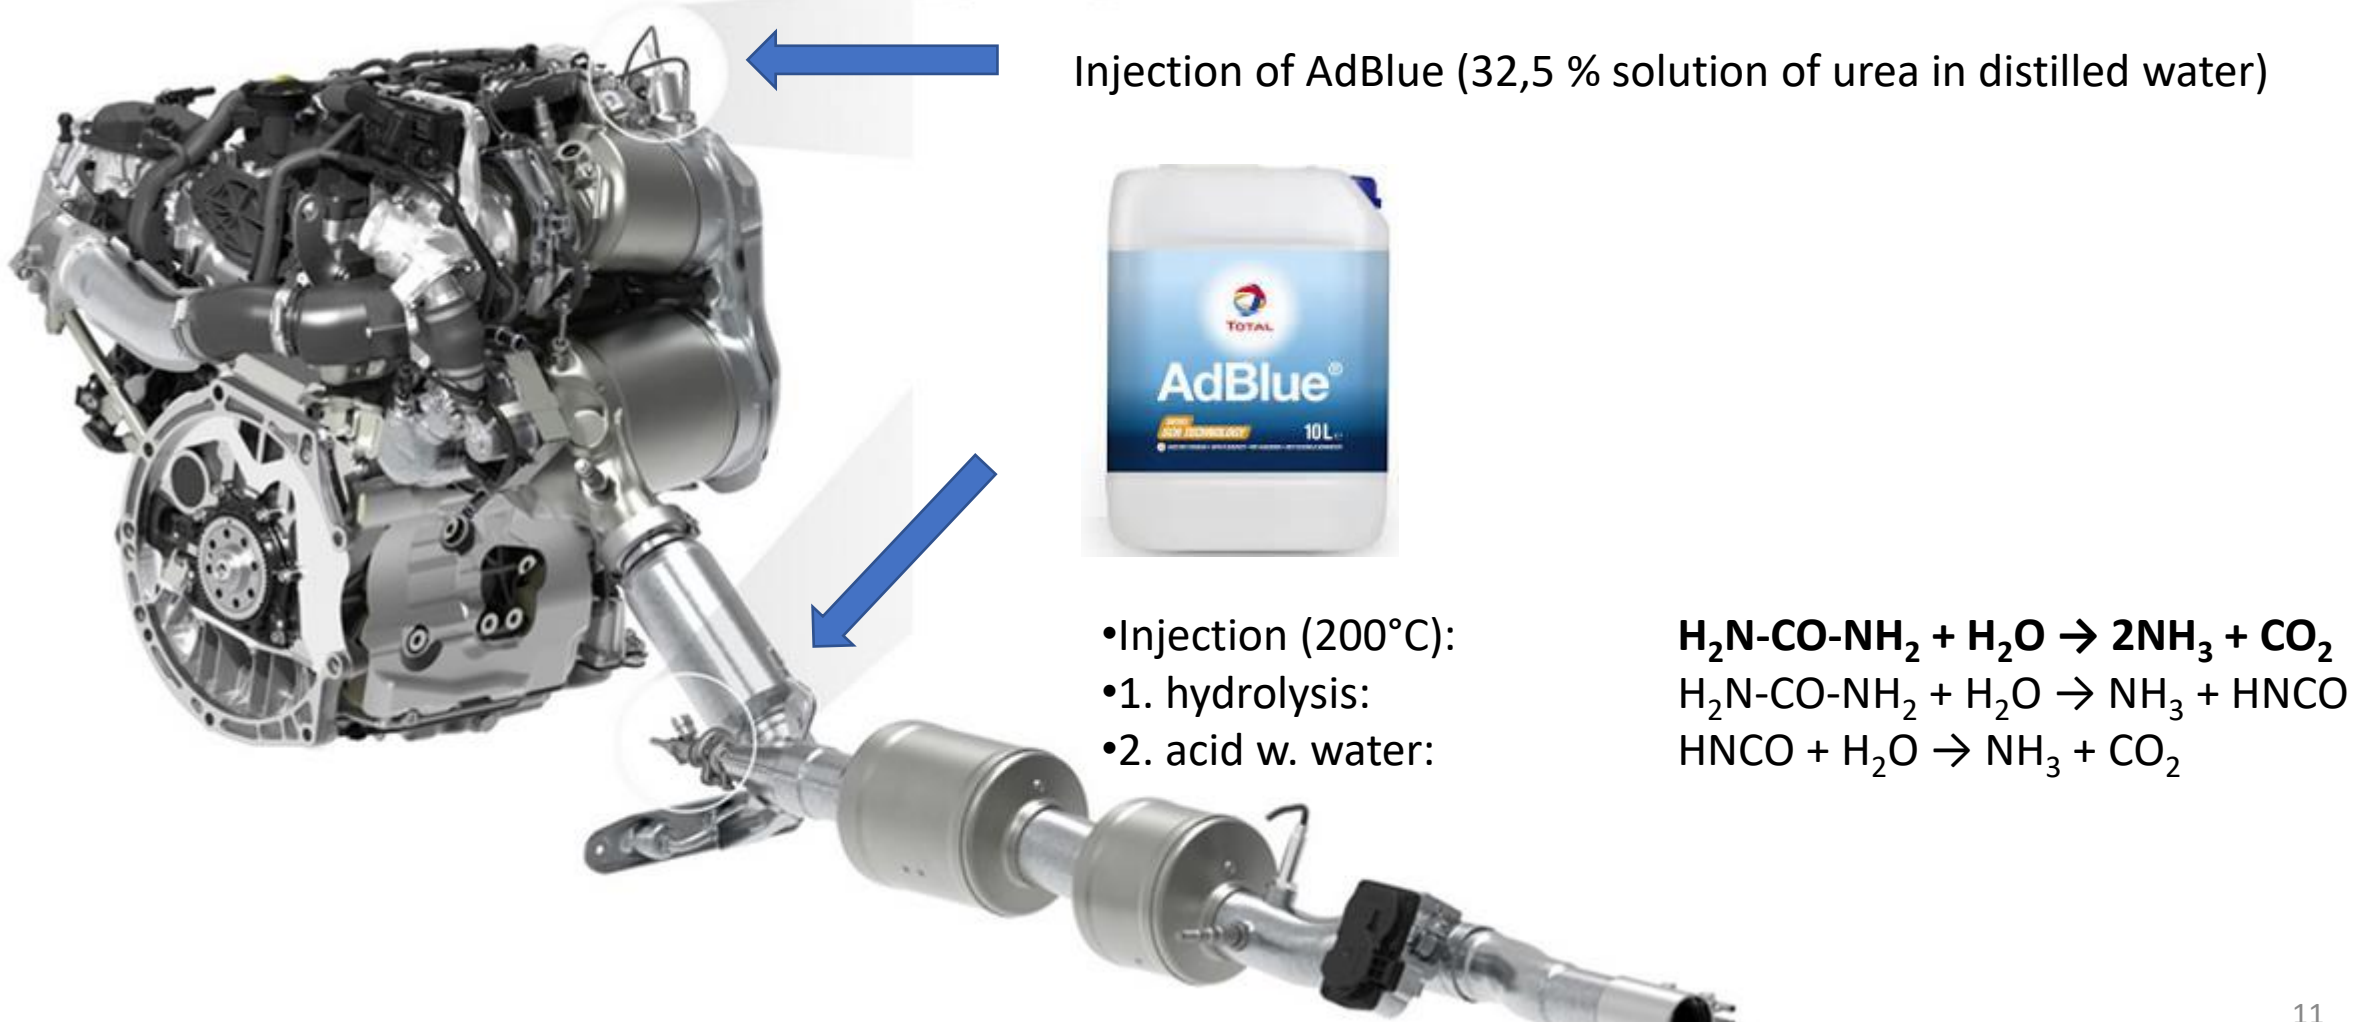 Injection of AdBlue (32,5 % solution of urea in distilled water)
TOTAL
AdBlue®
SCR TECHNOLOGY 10L
•Injection (200°C): H₂N-CO-NH₂ + H₂O → 2NH₃ + CO₂
•1. hydrolysis: H₂N-CO-NH₂ + H₂O → NH₃ + HNCO
•2. acid w. water: HNCO + H₂O → NH₃ + CO₂
11